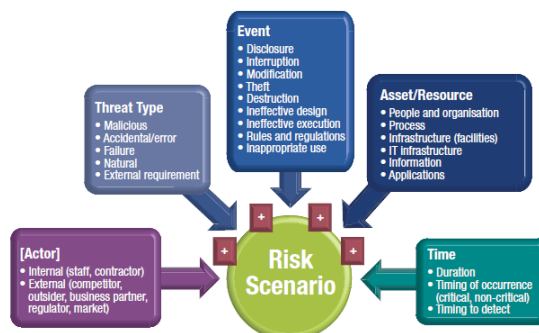 Event
• Disclosure
• Interruption
• Modification
• Theft
• Destruction
• Ineffective design
• Ineffective execution
• Rules and regulations
• Inappropriate use
Threat Type
• Malicious
• Accidental/error
• Failure
• Natural
• External requirement
Asset/Resource
• People and organisation
• Process
• Infrastructure (facilities)
• IT Infrastructure
• Information
• Applications
[Actor]
• Internal (staff, contractor)
• External (competitor,
outsider, business partner,
regulator, market)
+
+
+
+
Risk
Scenario
Time
• Duration
• Timing of occurrence
(critical, non-critical)
• Timing to detect